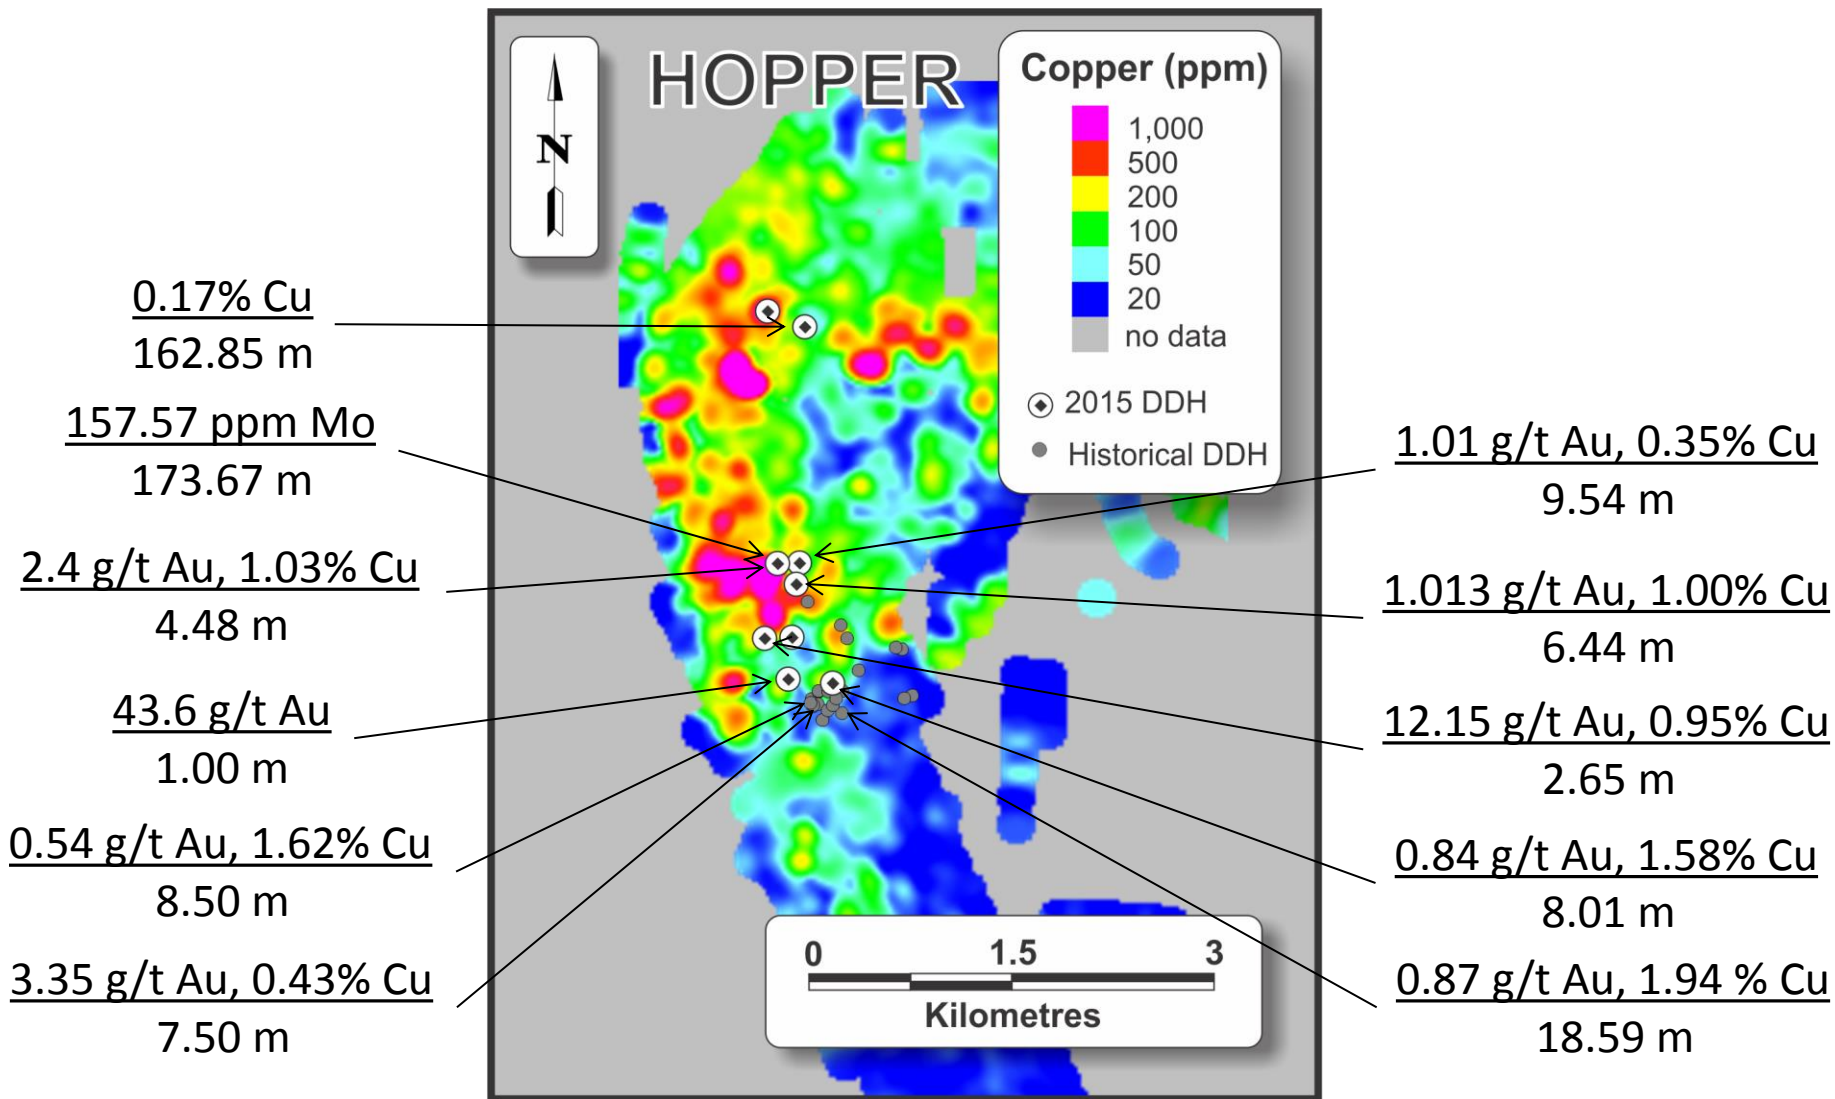 HOPPER
N
Copper (ppm)
1,000
500
200
100
50
20
no data
2015 DDH
Historical DDH
0.17% Cu
162.85 m
157.57 ppm Mo
173.67 m
2.4 g/t Au, 1.03% Cu
4.48 m
43.6 g/t Au
1.00 m
0.54 g/t Au, 1.62% Cu
8.50 m
3.35 g/t Au, 0.43% Cu
7.50 m
1.01 g/t Au, 0.35% Cu
9.54 m
1.013 g/t Au, 1.00% Cu
6.44 m
12.15 g/t Au, 0.95% Cu
2.65 m
0.84 g/t Au, 1.58% Cu
8.01 m
0.87 g/t Au, 1.94 % Cu
18.59 m
0 1.5 3
Kilometres